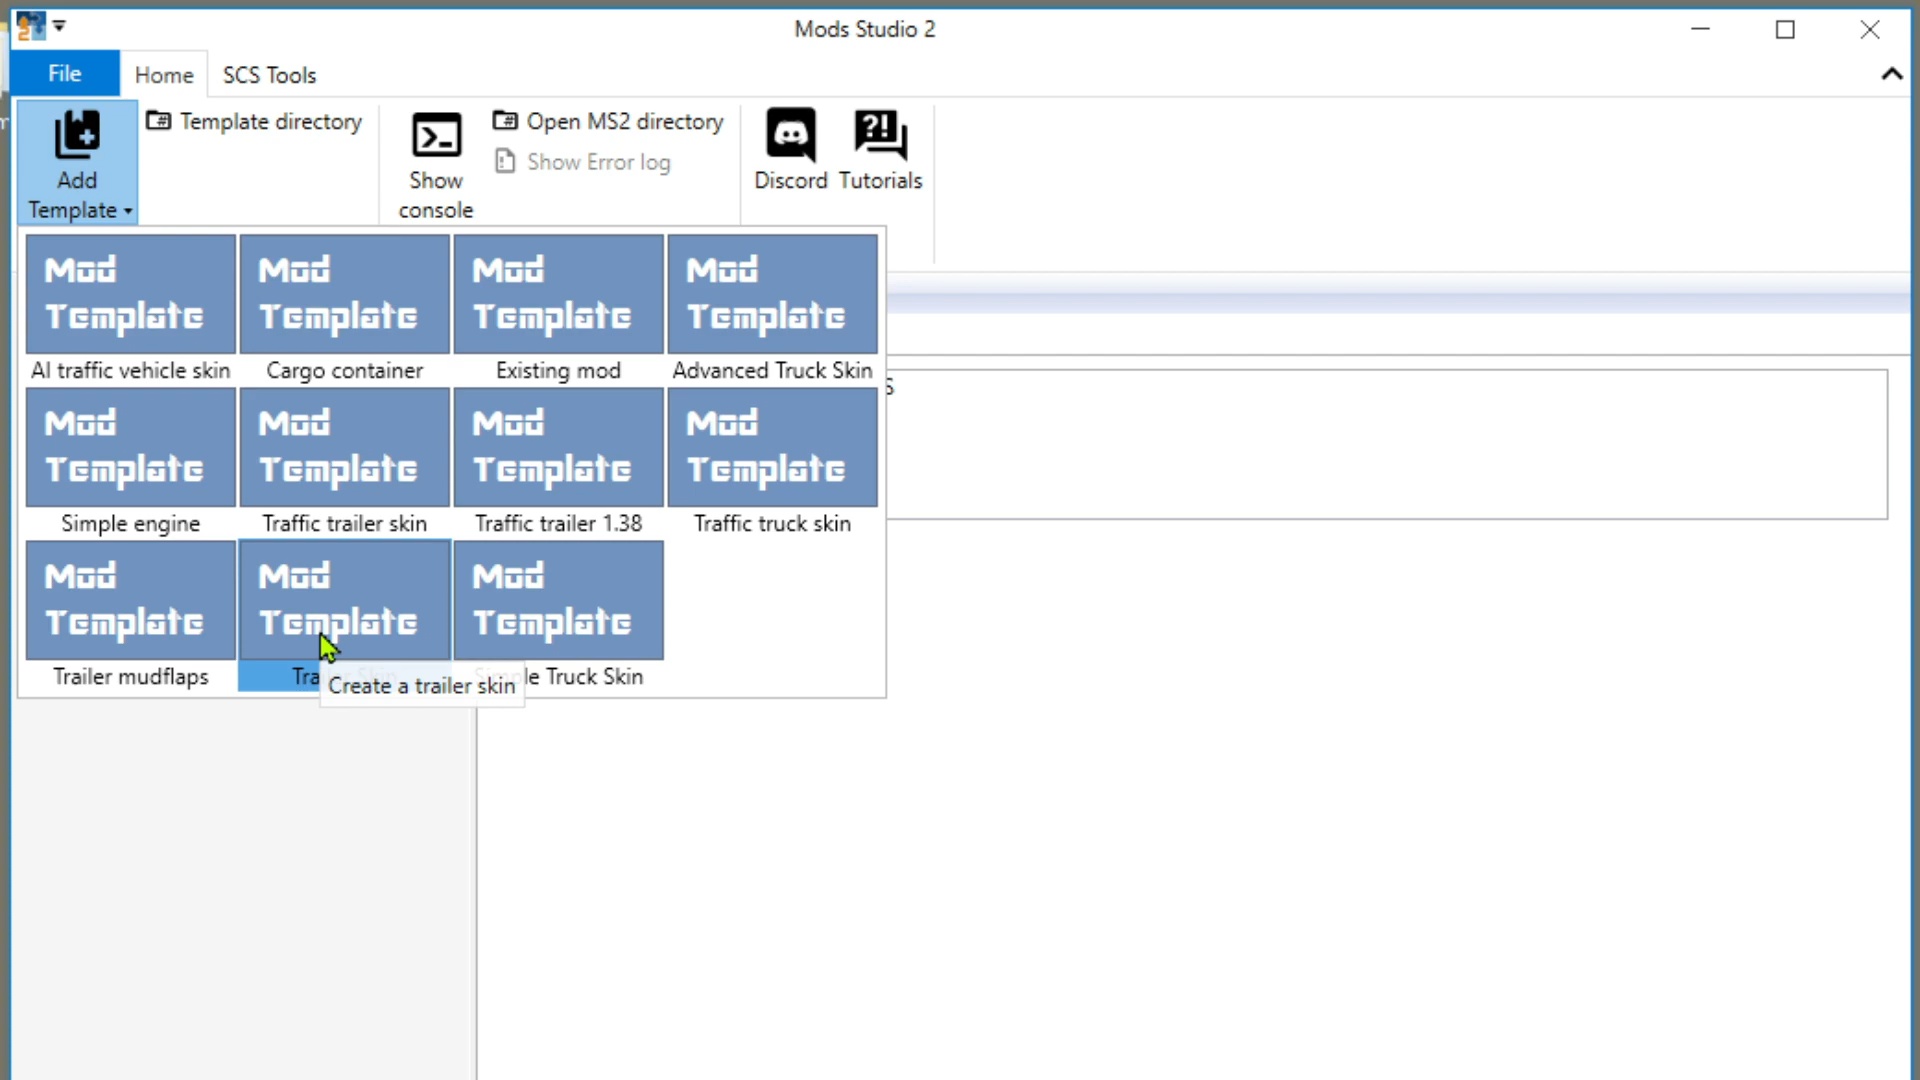 Mods Studio 2
File
Home
SCS Tools
Add
Template
Template directory
Show
console
Open MS2 directory
Show Error log
Discord
Tutorials
Mod
Template
Mod
Template
Mod
Template
Mod
Template
AI traffic vehicle skin
Cargo container
Existing mod
Advanced Truck Skin
Mod
Template
Mod
Template
Mod
Template
Mod
Template
Simple engine
Traffic trailer skin
Traffic trailer 1.38
Traffic truck skin
Mod
Template
Mod
Template
Mod
Template
Trailer mudflaps
Trailer Skin
Simple Truck Skin
Create a trailer skin